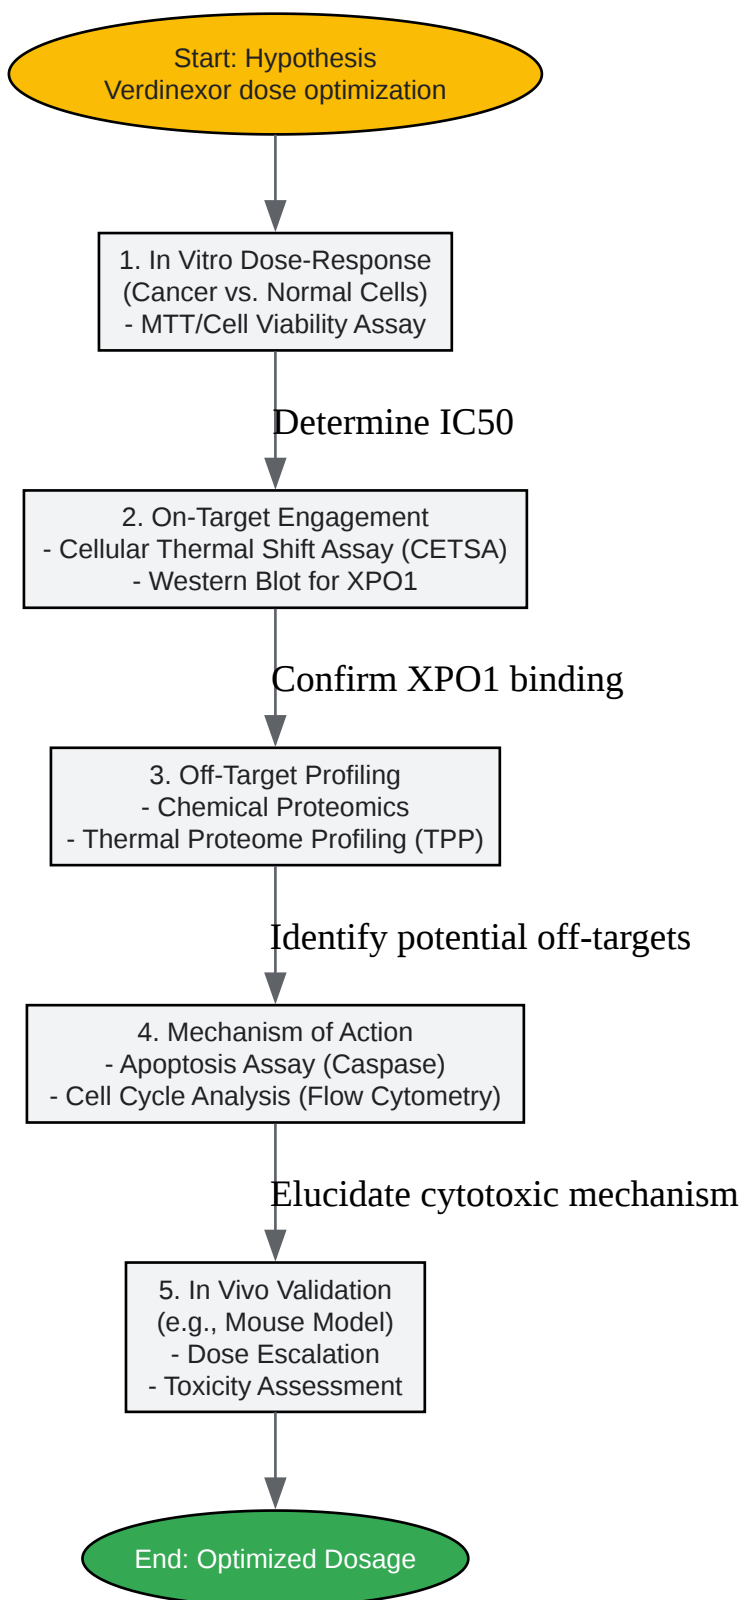 Start: Hypothesis
Verdinexor dose optimization
1. In Vitro Dose-Response
(Cancer vs. Normal Cells)
- MTT/Cell Viability Assay
Determine IC50
2. On-Target Engagement
- Cellular Thermal Shift Assay (CETSA)
- Western Blot for XPO1
Confirm XPO1 binding
3. Off-Target Profiling
- Chemical Proteomics
- Thermal Proteome Profiling (TPP)
Identify potential off-targets
4. Mechanism of Action
- Apoptosis Assay (Caspase)
- Cell Cycle Analysis (Flow Cytometry)
Elucidate cytotoxic mechanism
5. In Vivo Validation
(e.g., Mouse Model)
- Dose Escalation
- Toxicity Assessment
End: Optimized Dosage